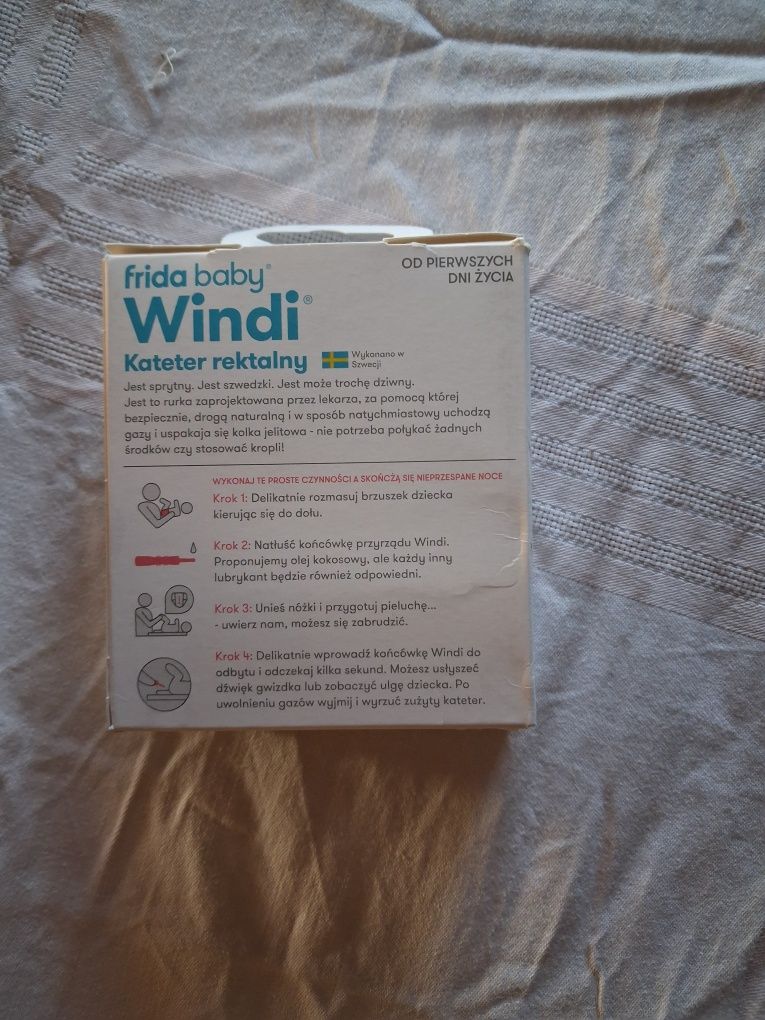 frida baby®
OD PIERWSZYCH
DNI ŻYCIA
Windi®
Kateter rektalny
Wykonano w
Szwecji
Jest sprytny. Jest szwedzki. Jest może trochę dziwny.
Jest to rurka zaprojektowana przez lekarza, za pomocą której
bezpiecznie, drogą naturalną i w sposób natychmiastowy uchodzą
gazy i uspakaja się kolka jelitowa - nie potrzeba połykać żadnych
środków czy stosować kropli!
WYKONAJ TE PROSTE CZYNNOŚCI A SKOŃCZĄ SIĘ NIEPRZESPANE NOCE
Krok 1: Delikatnie rozmasuj brzuszek dziecka
kierując się do dołu.
Krok 2: Natłuść końcówkę przyrządu Windi.
Proponujemy olej kokosowy, ale każdy inny
lubrykant będzie również odpowiedni.
Krok 3: Unieś nóżki i przygotuj pieluchę...
- uwierz nam, możesz się zabrudzić.
Krok 4: Delikatnie wprowadź końcówkę Windi do
odbytu i odczekaj kilka sekund. Możesz usłyszeć
dźwięk gwizdka lub zobaczyć ulgę dziecka. Po
uwolnieniu gazów wyjmij i wyrzuć zużyty kateter.